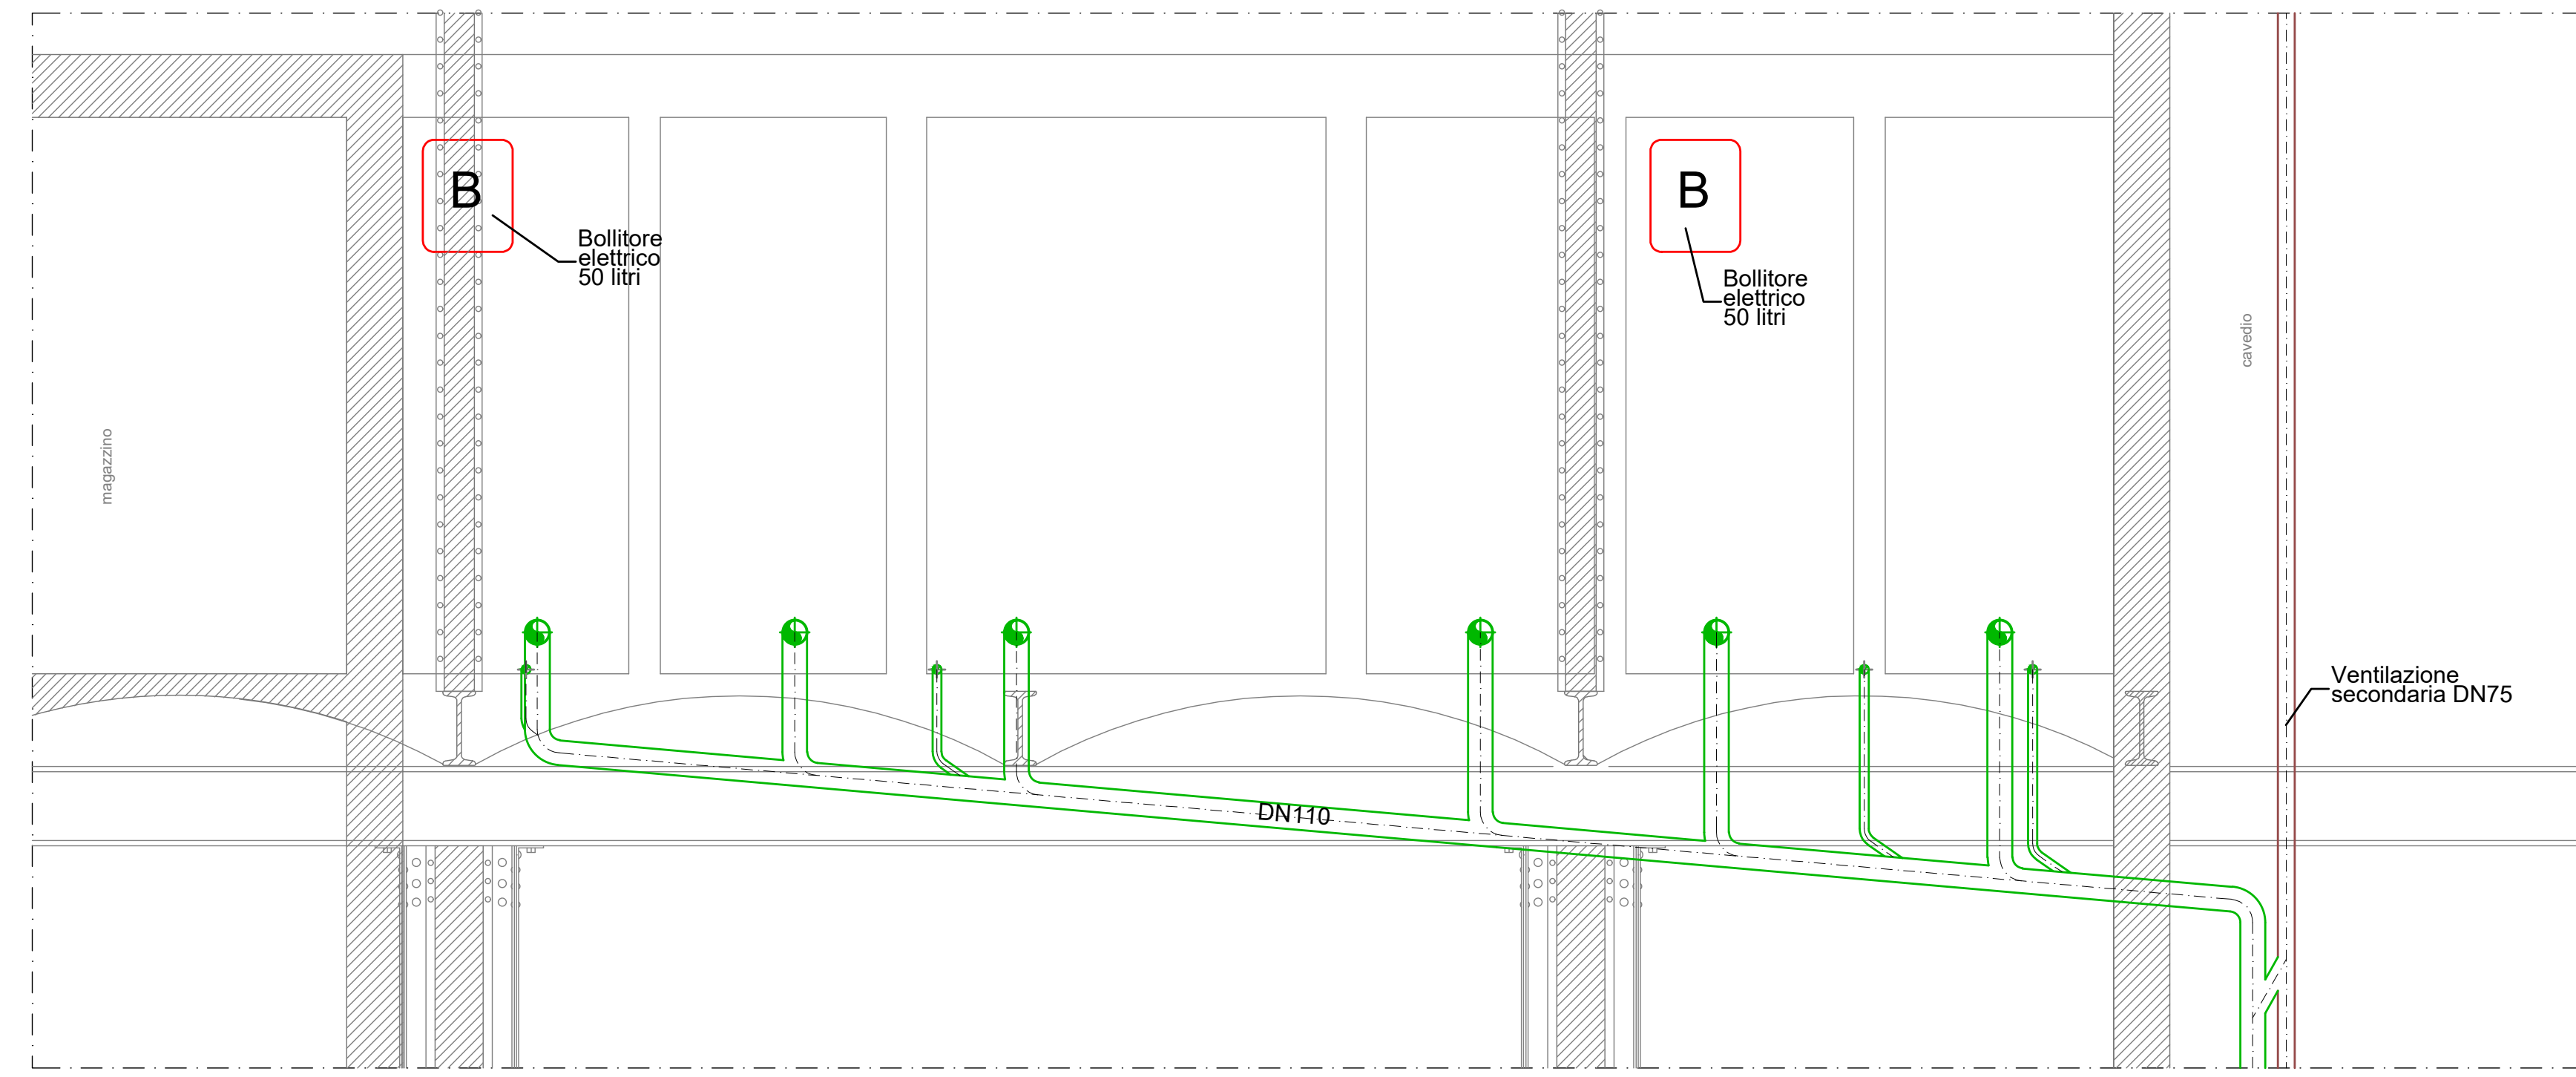 B
Bollitore
elettrico
50 litri
B
Bollitore
elettrico
50 litri
cavedio
magazzino
Ventilazione
secondaria DN75
DN110